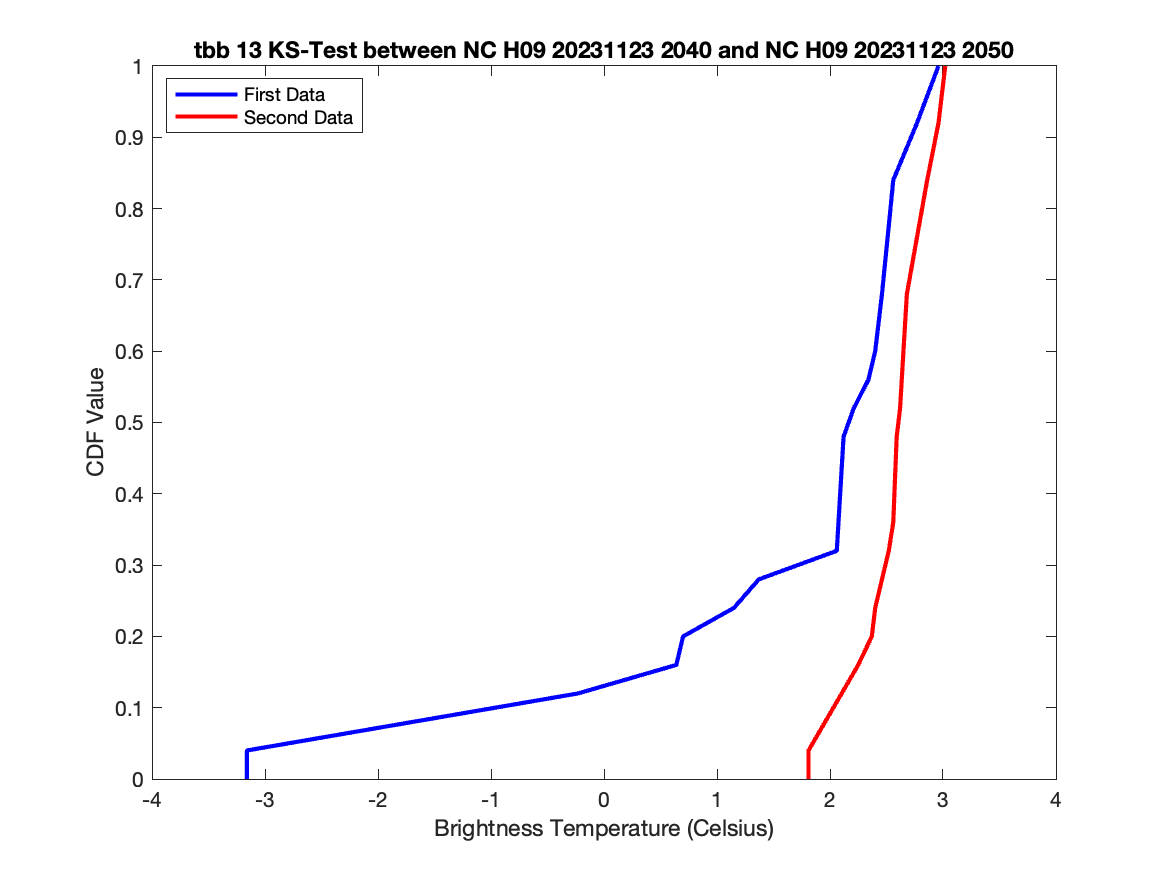 tbb 13 KS-Test between NC H09 20231123 2040 and NC H09 20231123 2050
First Data
Second Data
1
0.9
0.8
0.7
0.6
0.5
0.4
0.3
0.2
0.1
0
CDF Value
-4 -3 -2 -1 0 1 2 3 4
Brightness Temperature (Celsius)